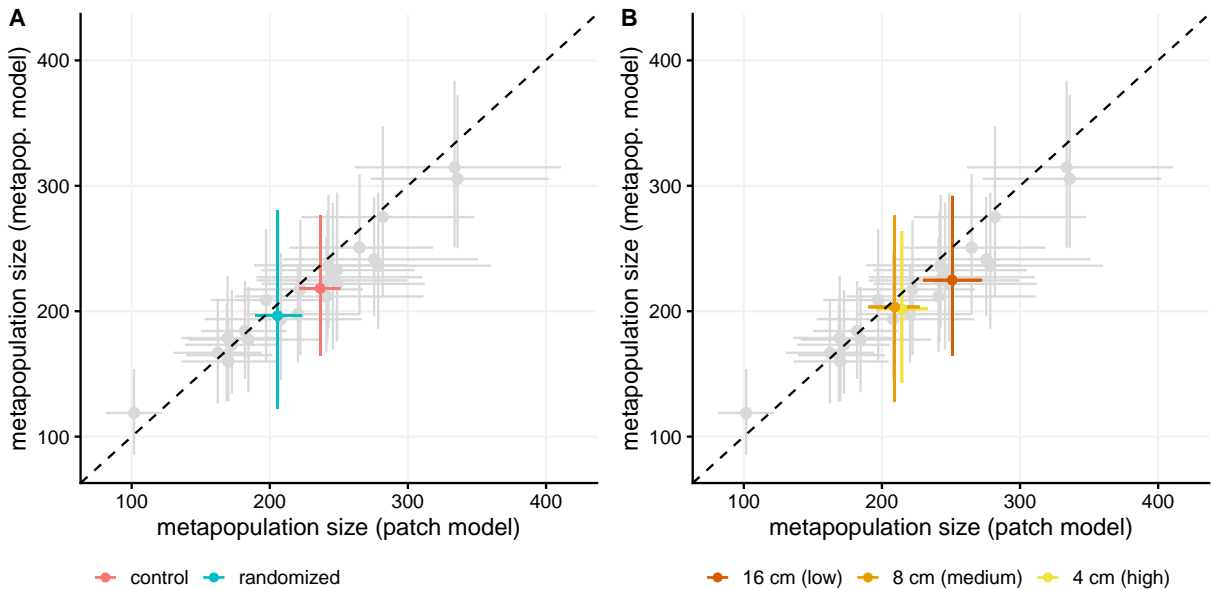 A
metapopulation size (metap. model)
400
300
200
100
100 200 300 400
metapopulation size (patch model)
control randomized
B
metapopulation size (metapop. model)
400
300
200
100
100 200 300 400
metapopulation size (patch model)
16 cm (low) 8 cm (medium) 4 cm (high)